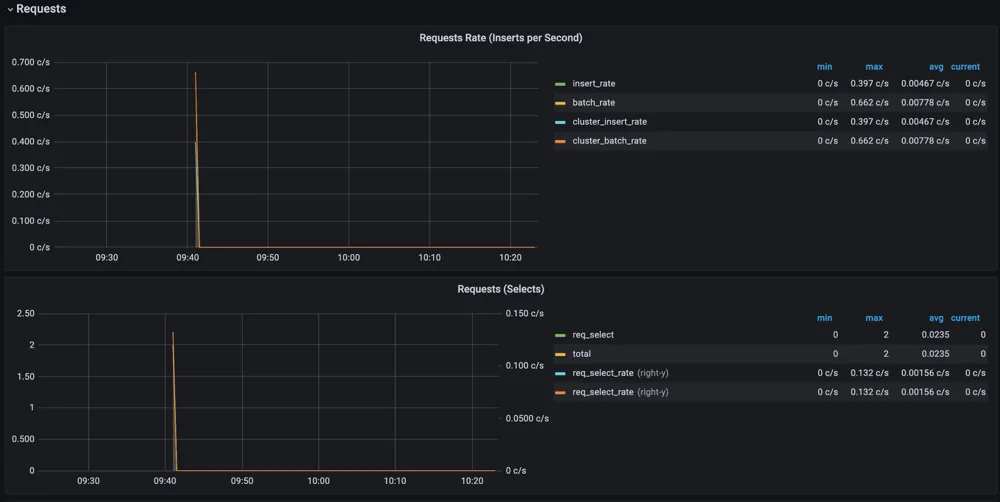 Requests
Requests Rate (Inserts per Second)
0.700 c/s
0.600 c/s
0.500 c/s
0.400 c/s
0.300 c/s
0.200 c/s
0.100 c/s
0 c/s
09:30 09:40 09:50 10:00 10:10 10:20
min max avg current
insert_rate 0 c/s 0.397 c/s 0.00467 c/s 0 c/s
batch_rate 0 c/s 0.662 c/s 0.00778 c/s 0 c/s
cluster_insert_rate 0 c/s 0.397 c/s 0.00467 c/s 0 c/s
cluster_batch_rate 0 c/s 0.662 c/s 0.00778 c/s 0 c/s
Requests (Selects)
2.50
2
1.50
1
0.500
0
0.150 c/s
0.100 c/s
0.0500 c/s
0 c/s
09:30 09:40 09:50 10:00 10:10 10:20
min max avg current
req_select 0 2 0.0235 0
total 0 2 0.0235 0
req_select_rate (right-y) 0 c/s 0.132 c/s 0.00156 c/s 0 c/s
req_select_rate (right-y) 0 c/s 0.132 c/s 0.00156 c/s 0 c/s